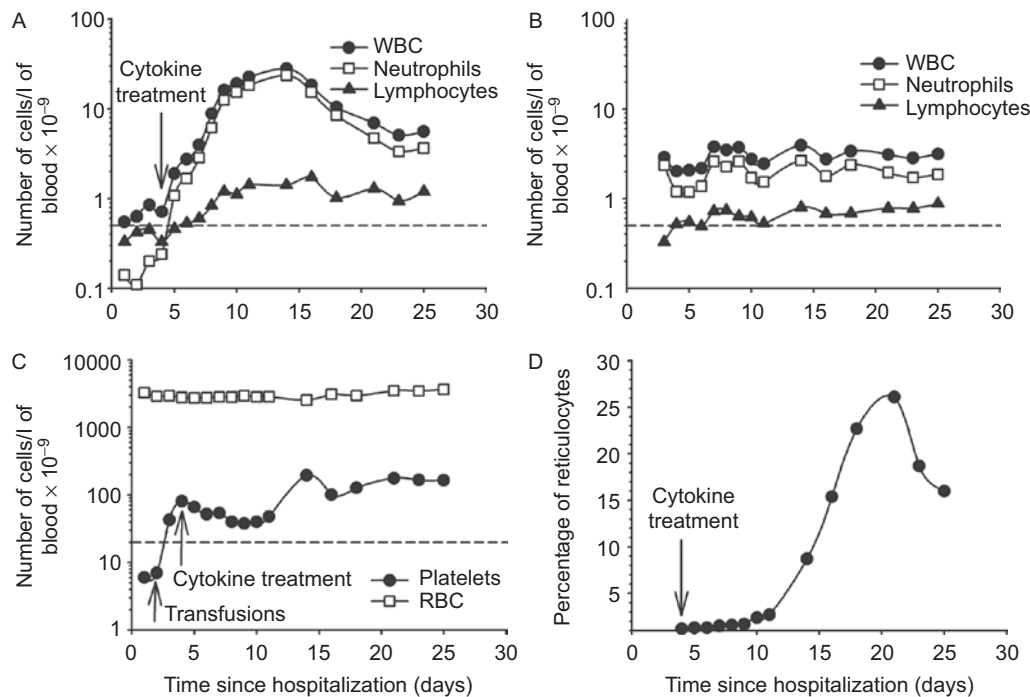 A
Number of cells/l of
blood × 10⁻⁹
100
10
1
0.1
Cytokine
treatment
WBC
Neutrophils
Lymphocytes
0 5 10 15 20 25 30
B
Number of cells/l of
blood × 10⁻⁹
100
10
1
0.1
WBC
Neutrophils
Lymphocytes
0 5 10 15 20 25 30
C
Number of cells/l of
blood × 10⁻⁹
10000
1000
100
10
1
Cytokine treatment
Transfusions
Platelets
RBC
0 5 10 15 20 25 30
Time since hospitalization (days)
D
Percentage of reticulocytes
30
25
20
15
10
5
Cytokine
treatment
0 5 10 15 20 25 30
Time since hospitalization (days)